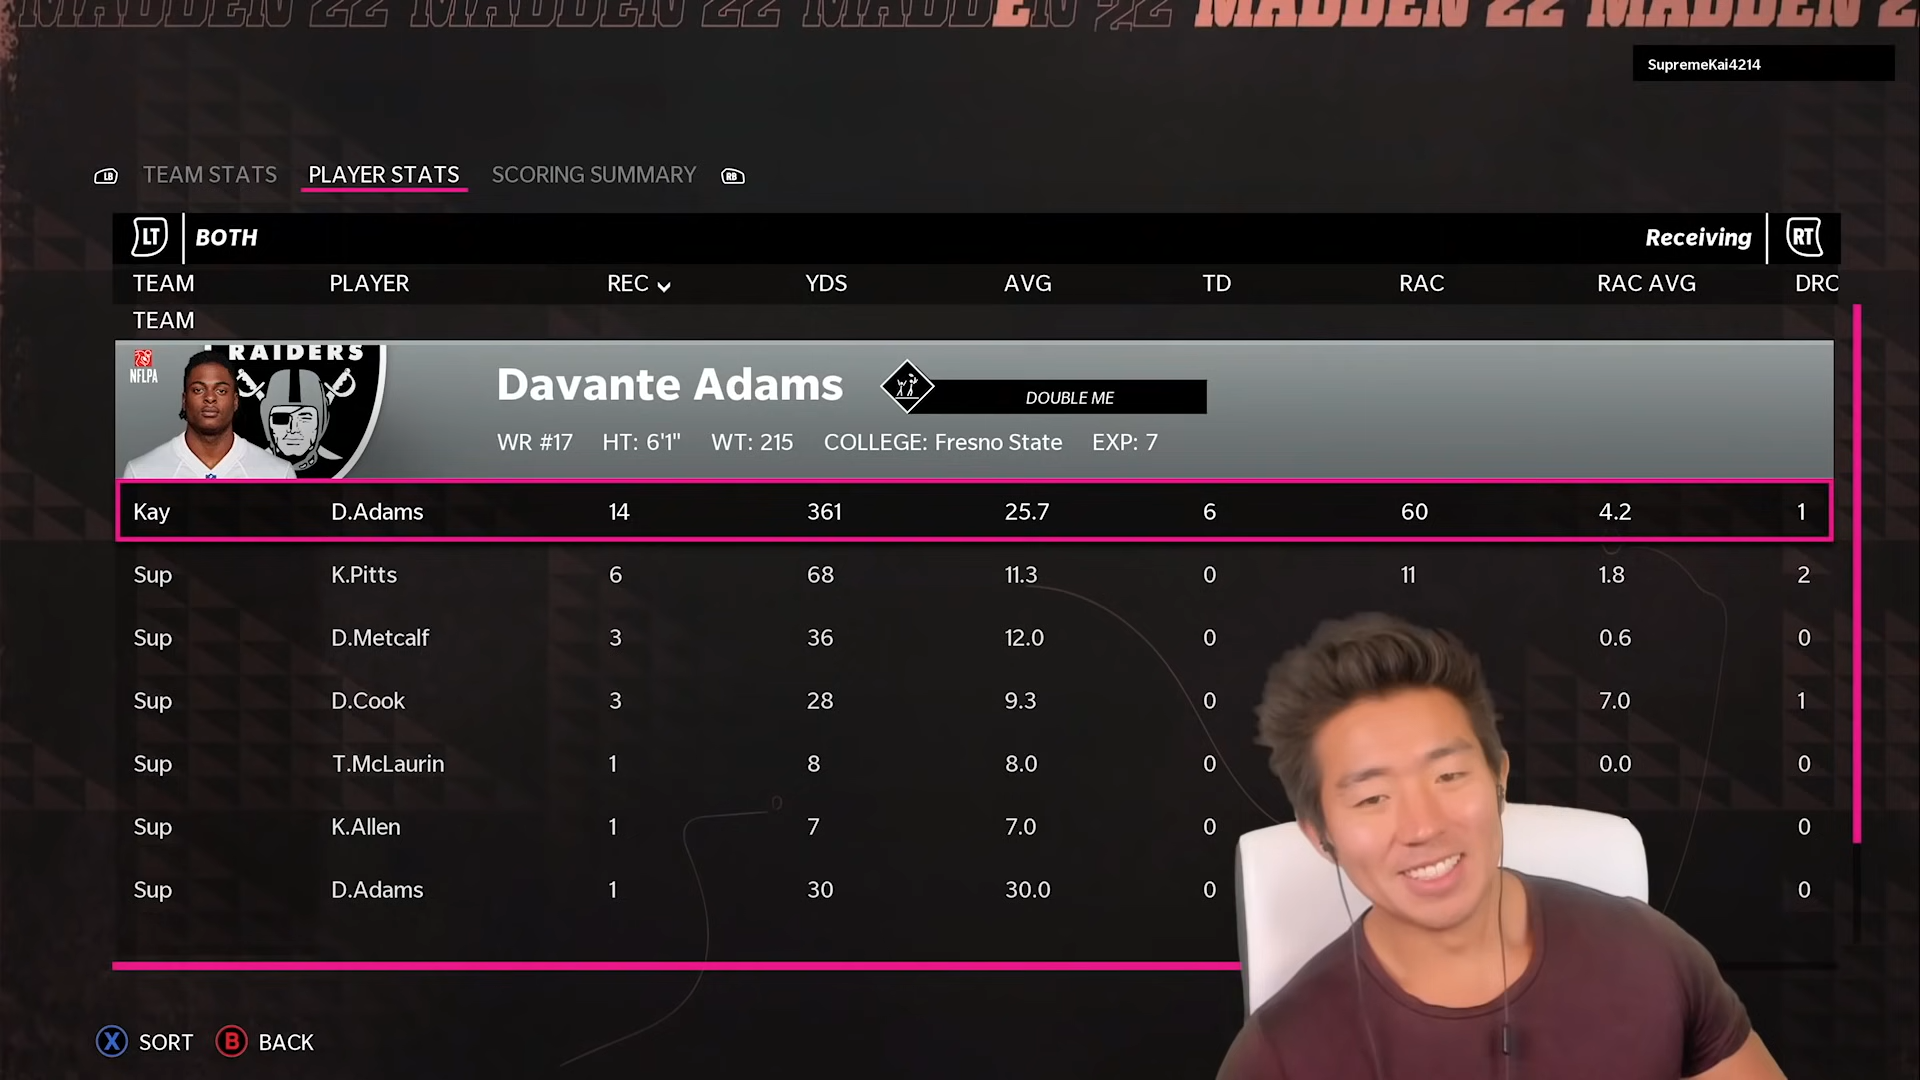 MADDEN 22 MADDEN 22 MADDEN 22 MADDEN 22 MADDEN 2
SupremeKai4214
LB TEAM STATS PLAYER STATS SCORING SUMMARY RB
LT BOTH Receiving RT
TEAM PLAYER REC YDS AVG TD RAC RAC AVG DRO
TEAM
NFLPA
RAIDERS
Davante Adams DOUBLE ME
WR #17 HT: 6'1" WT: 215 COLLEGE: Fresno State EXP: 7
Kay D.Adams 14 361 25.7 6 60 4.2 1
Sup K.Pitts 6 68 11.3 0 11 1.8 2
Sup D.Metcalf 3 36 12.0 0 0.6 0
Sup D.Cook 3 28 9.3 0 7.0 1
Sup T.McLaurin 1 8 8.0 0 0.0 0
Sup K.Allen 1 7 7.0 0 0
Sup D.Adams 1 30 30.0 0 0
X SORT B BACK